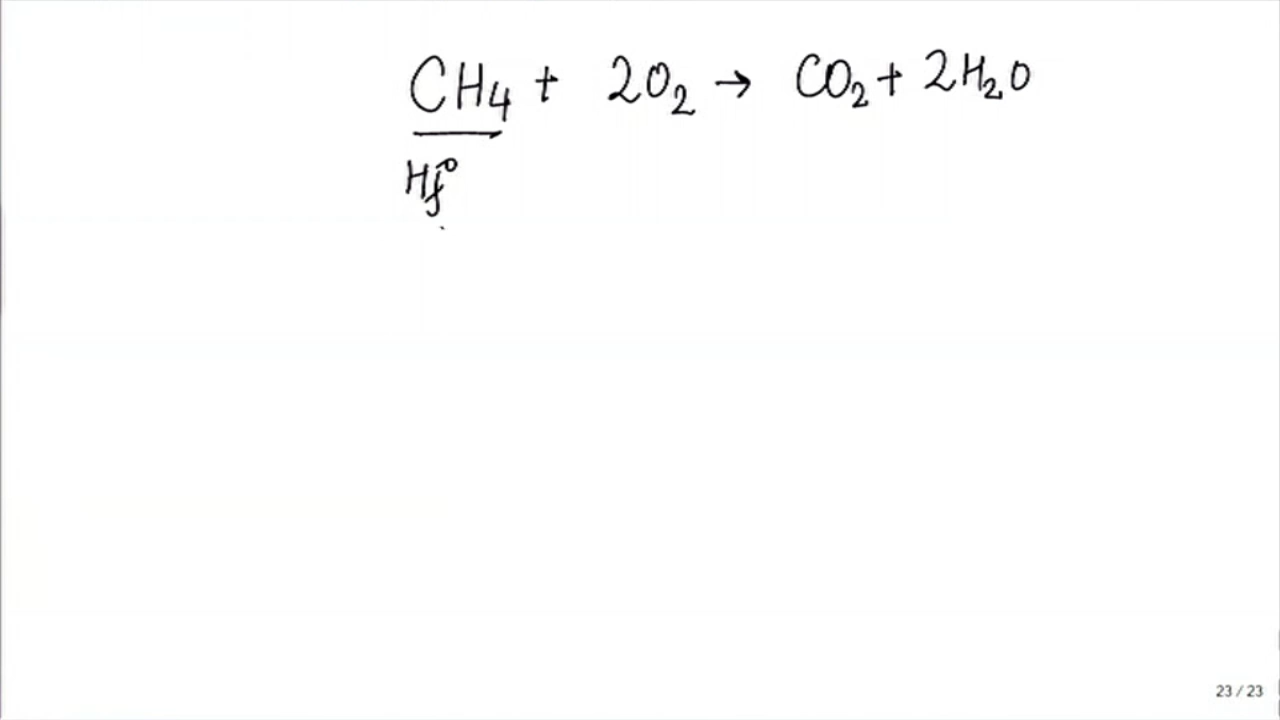 CH4 + 2O₂ → CO₂ + 2H₂O
Hf°
23 / 23